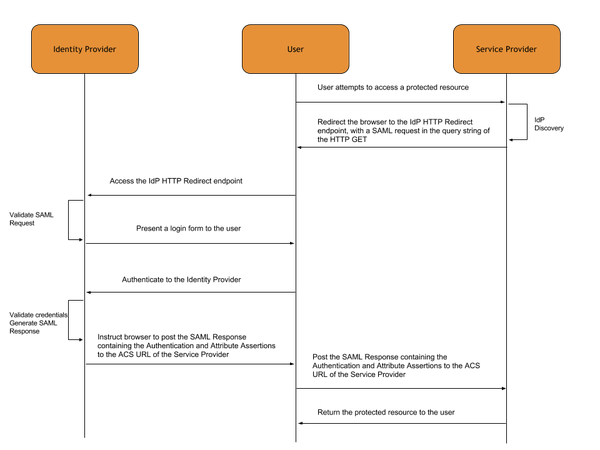 Identity Provider
User
Service Provider
User attempts to access a protected resource
IdP
Discovery
Redirect the browser to the IdP HTTP Redirect
endpoint, with a SAML request in the query string of
the HTTP GET
Access the IdP HTTP Redirect endpoint
Validate SAML
Request
Present a login form to the user
Authenticate to the Identity Provider
Validate credentials
Generate SAML
Response
Instruct browser to post the SAML Response
containing the Authentication and Attribute Assertions
to the ACS URL of the Service Provider
Post the SAML Response containing the
Authentication and Attribute Assertions to the ACS
URL of the Service Provider
Return the protected resource to the user